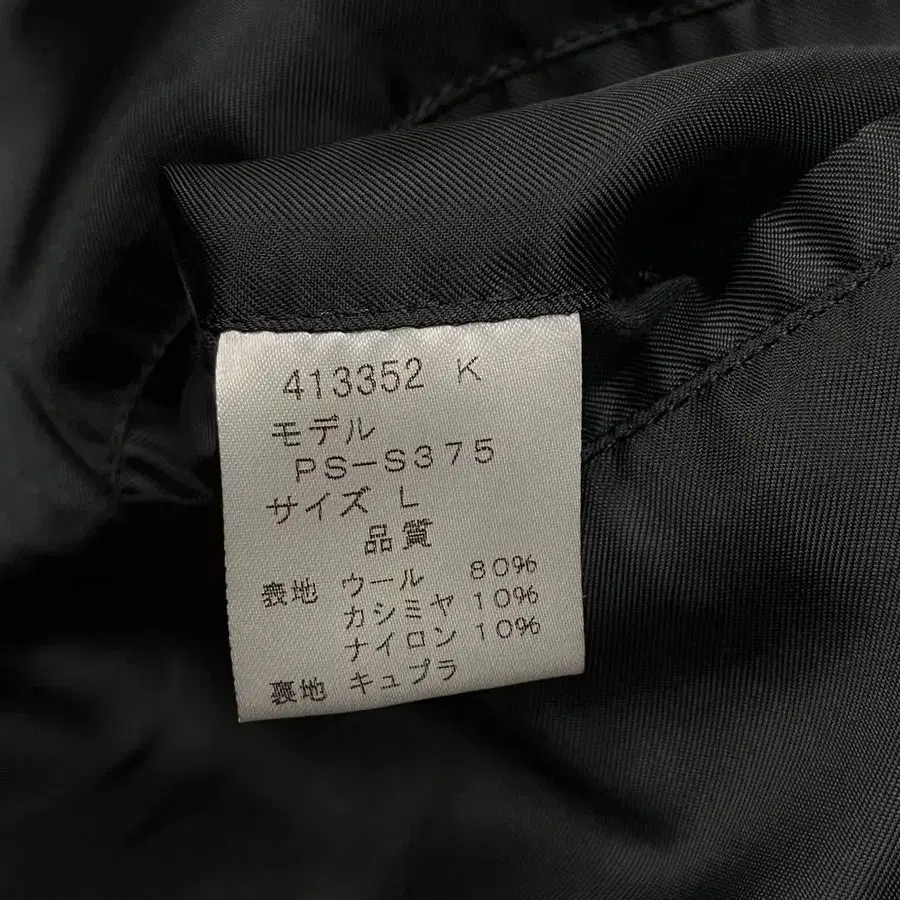 413352 K
モデル
PS-S375
サイズ L
品質
表地 ウール 80%
カシミヤ 10%
ナイロン 10%
裏地 キュプラ